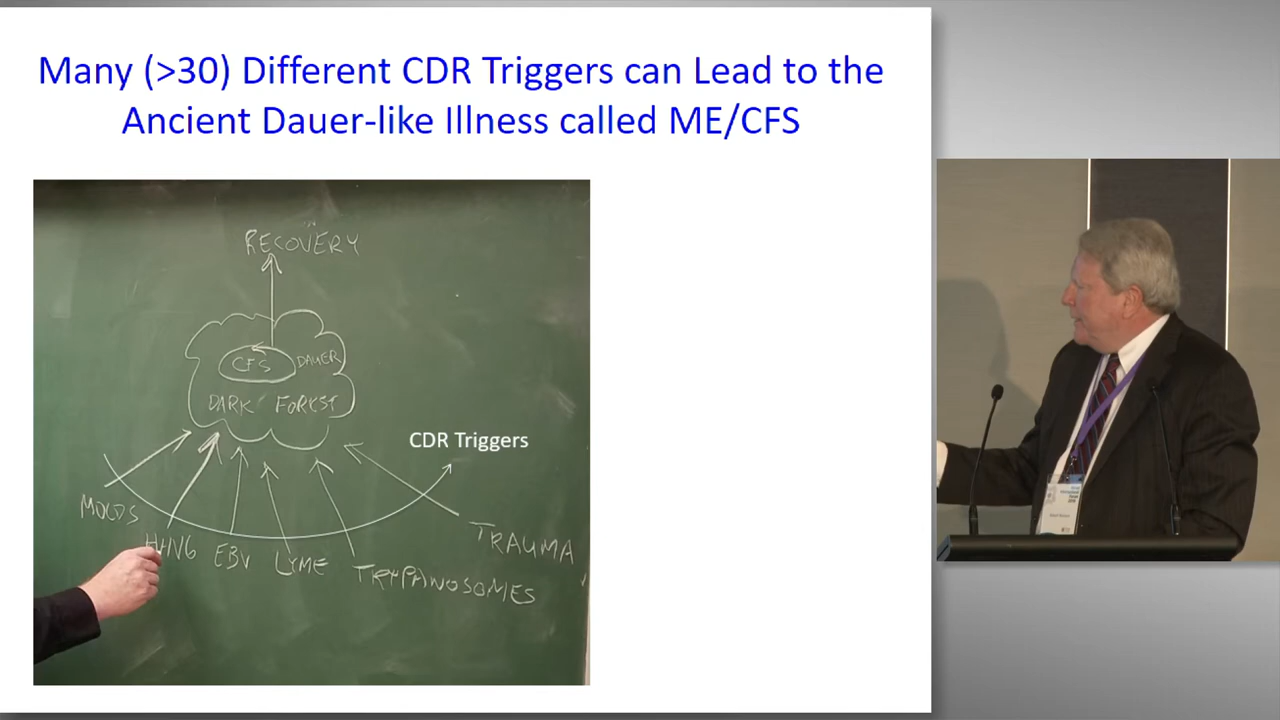 Many (>30) Different CDR Triggers can Lead to the
Ancient Dauer-like Illness called ME/CFS
RECOVERY
CFS DAUER
DARK FOREST
CDR Triggers
MOLDS
HHV6 EBV LYME TRYPANOSOMES
TRAUMA